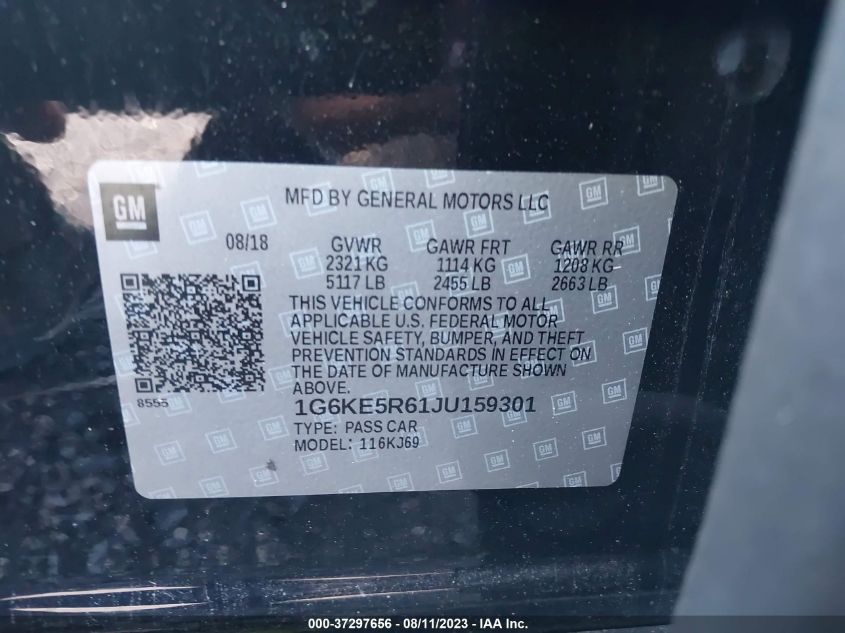 GM
MFD BY GENERAL MOTORS LLC
08/18 GVWR GAWR FRT GAWR RR
2321 KG 1114 KG 1208 KG
5117 LB 2455 LB 2663 LB
THIS VEHICLE CONFORMS TO ALL
APPLICABLE U.S. FEDERAL MOTOR
VEHICLE SAFETY, BUMPER, AND THEFT
PREVENTION STANDARDS IN EFFECT ON
THE DATE OF MANUFACTURE SHOWN
ABOVE.
8555
1G6KE5R61JU159301
TYPE: PASS CAR
MODEL: 116KJ69
000-37297656 - 08/11/2023 - 03:31 PM